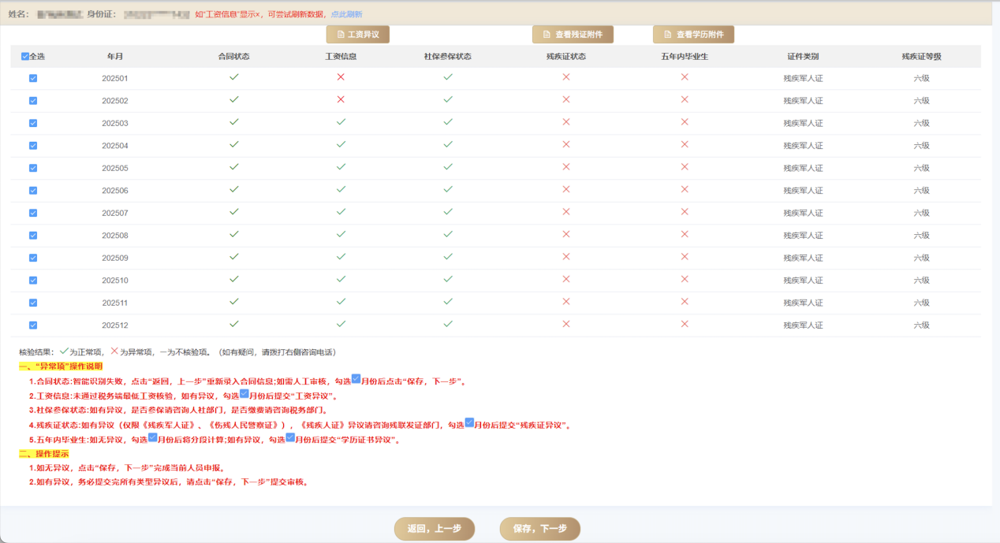 姓名： 身份证： 如"工资信息"显示×，可尝试刷新数据，点此刷新
工资异议 查看残证附件 查看学历附件
全选 年月 合同状态 工资信息 社保参保状态 残疾证状态 五年内毕业生 证件类别 残疾证等级
202501 残疾军人证 六级
202502 残疾军人证 六级
202503 残疾军人证 六级
202504 残疾军人证 六级
202505 残疾军人证 六级
202506 残疾军人证 六级
202507 残疾军人证 六级
202508 残疾军人证 六级
202509 残疾军人证 六级
202510 残疾军人证 六级
202511 残疾军人证 六级
202512 残疾军人证 六级
核验结果：✓为正常项，×为异常项，一为不核验项。（如有疑问，请拨打右侧咨询电话）
一、"异常项"操作说明
1.合同状态:智能识别失败，点击"返回，上一步"重新录入合同信息;如需人工审核，勾选月份后点击"保存，下一步"。
2.工资信息:未通过税务端最低工资核验，如有异议，勾选月份后提交"工资异议"。
3.社保参保状态:如有异议，是否参保请咨询人社部门，是否缴费请咨询税务部门。
4.残疾证状态:如有异议（仅限《残疾军人证》、《伤残人民警察证》），《残疾人证》异议请咨询残联发证部门，勾选月份后提交"残疾证异议"。
5.五年内毕业生:如无异议，勾选月份后将分段计算;如有异议，勾选月份后提交"学历证书异议"。
二、操作提示
1.如无异议，点击"保存，下一步"完成当前人员申报。
2.如有异议，务必提交完所有类型异议后，请点击"保存，下一步"提交审核。
返回，上一步 保存，下一步